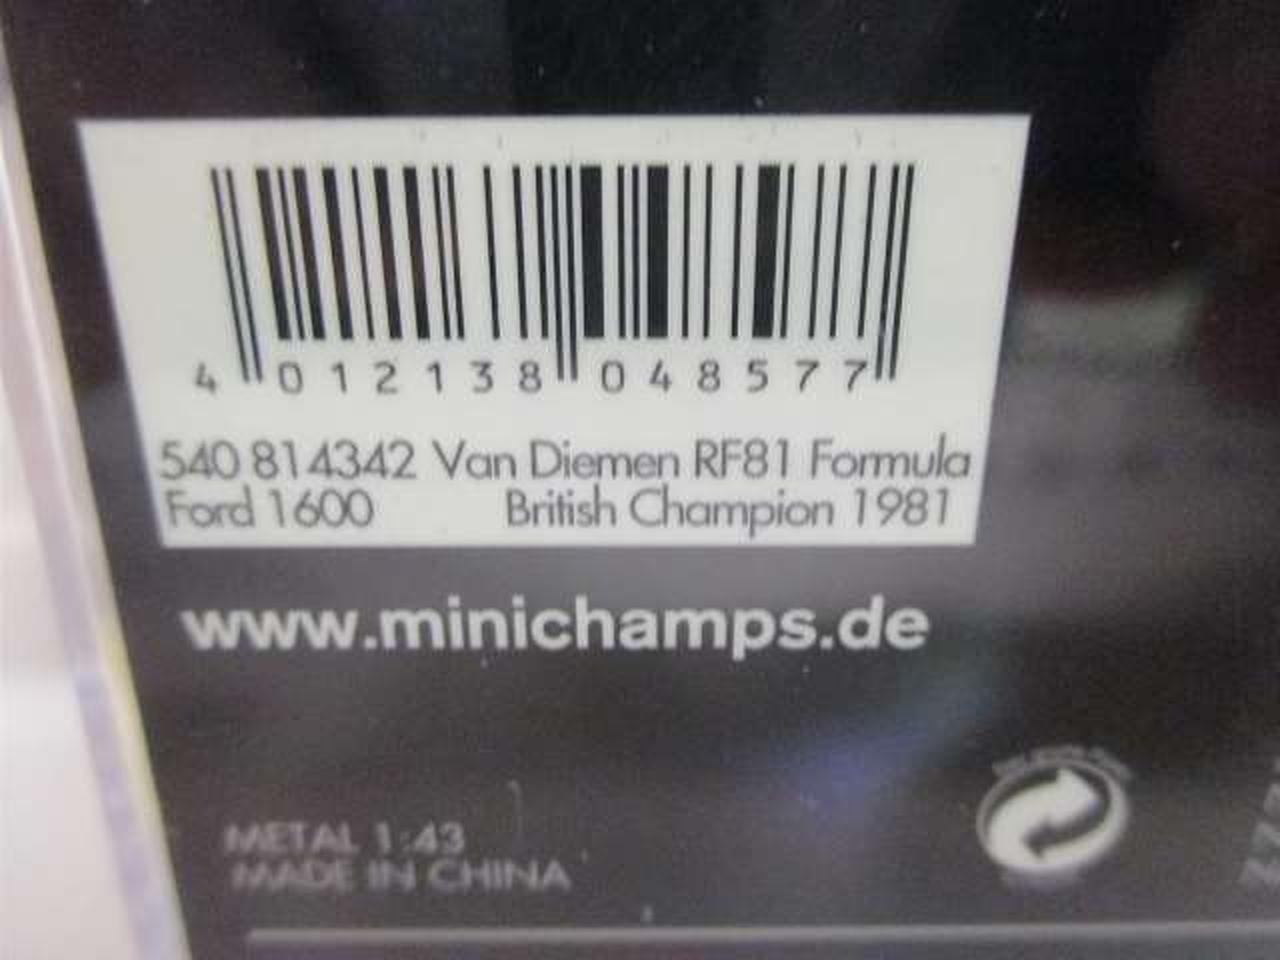 4 012138 048577
540 814342 Van Diemen RF81 Formula
Ford 1600 British Champion 1981
www.minichamps.de
METAL 1:43
MADE IN CHINA